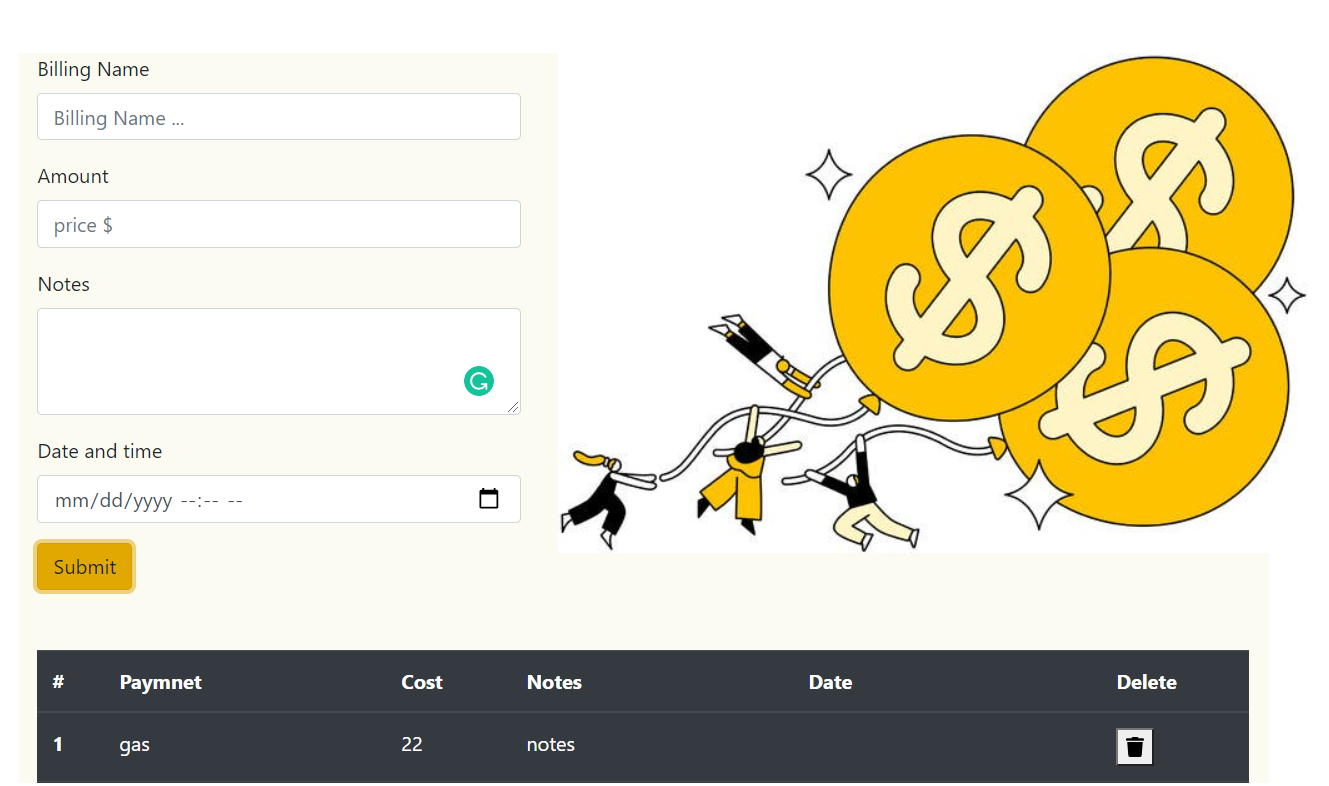 Billing Name
Billing Name ...
Amount
price $
Notes
Date and time
mm/dd/yyyy --:-- --
Submit
# Paymnet Cost Notes Date Delete
1 gas 22 notes